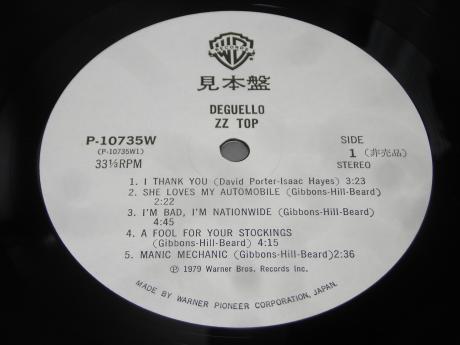 WB
RECORDS
見本盤
DEGUELLO
ZZ TOP
P-10735W
(P-10735W1)
33⅓RPM
SIDE
1 (非売品)
STEREO
1. I THANK YOU (David Porter-Isaac Hayes) 3:23
2. SHE LOVES MY AUTOMOBILE (Gibbons-Hill-Beard)
2:22
3. I'M BAD, I'M NATIONWIDE (Gibbons-Hill-Beard)
4:45
4. A FOOL FOR YOUR STOCKINGS
(Gibbons-Hill-Beard) 4:15
5. MANIC MECHANIC (Gibbons-Hill-Beard)2:36
Ⓟ 1979 Warner Bros. Records Inc.
MADE BY WARNER PIONEER CORPORATION, JAPAN.